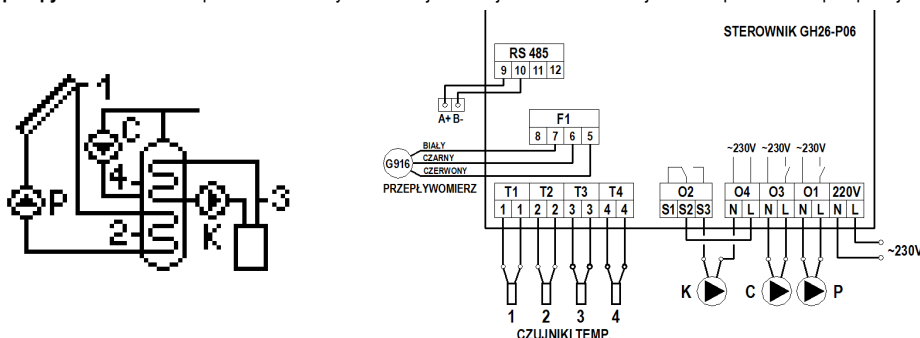 1
C
4
P
3
2
K
STEROWNIK GH26-P06
RS 485
9 10 11 12
A+ B-
F1
8 7 6 5
BIAŁY
CZARNY
CZERWONY
G916
PRZEPŁYWOMIERZ
~230V ~230V ~230V
T1 T2 T3 T4
1 1 2 2 3 3 4 4
O2
S1 S2 S3
O4 O3 O1 220V
N L N L N L N L
~230V
K C P
1 2 3 4
CZUJNIKI TEMP.